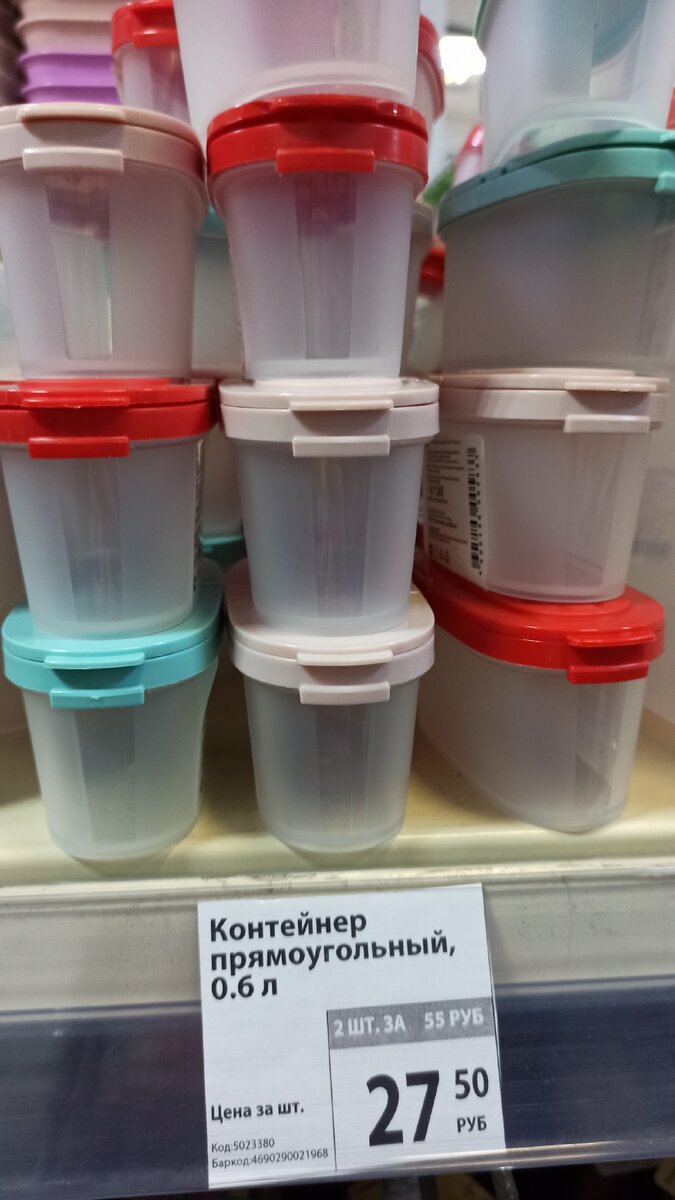 Контейнер
прямоугольный,
0.6 л
2 ШТ. ЗА 55 РУБ
27 50
РУБ
Цена за шт.
Код:5023380
Баркод:4690290021968